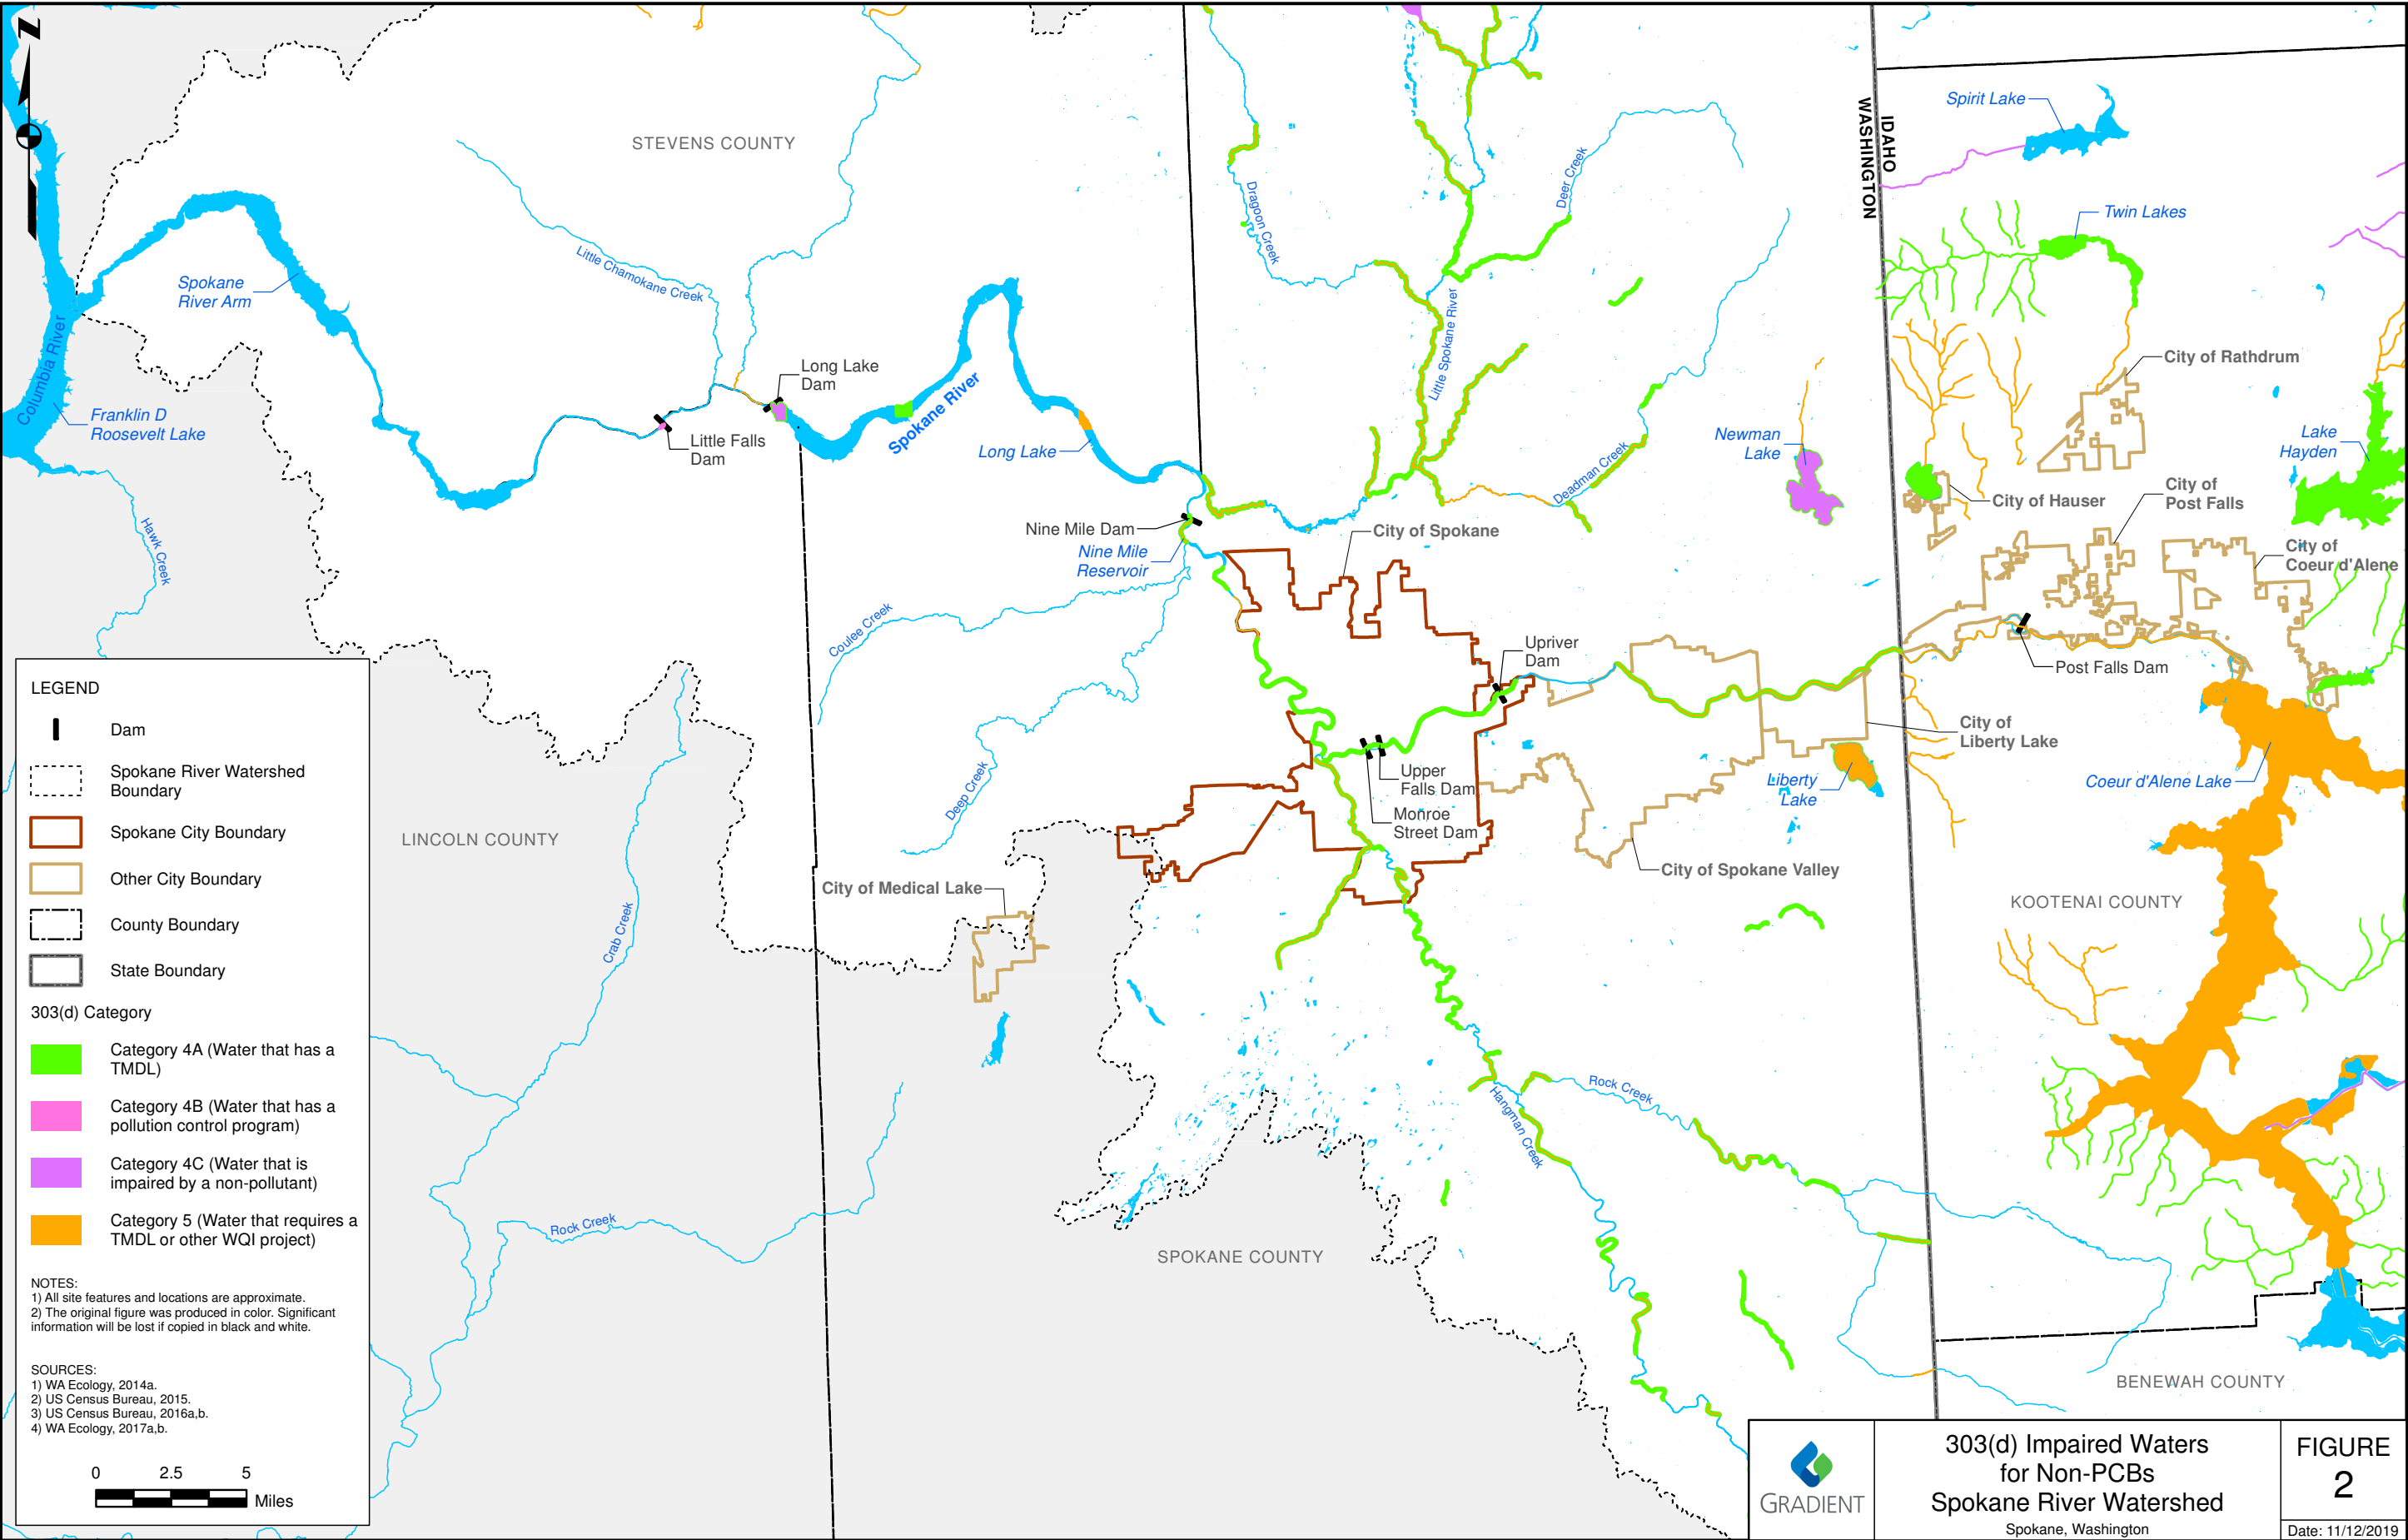 Z
STEVENS COUNTY
IDAHO
WASHINGTON
Spirit Lake
Twin Lakes
Dragoon Creek
Deer Creek
Little Chamokane Creek
Spokane
River Arm
Columbia River
Franklin D
Roosevelt Lake
Hawk Creek
Long Lake
Dam
Little Falls
Dam
Spokane River
Long Lake
Little Spokane River
Deadman Creek
Newman
Lake
City of Rathdrum
Lake
Hayden
City of Hauser
City of
Post Falls
City of
Coeur d'Alene
Nine Mile Dam
Nine Mile
Reservoir
City of Spokane
Coulee Creek
Upriver
Dam
Post Falls Dam
City of
Liberty Lake
Coeur d'Alene Lake
Liberty
Lake
Upper
Falls Dam
Monroe
Street Dam
Deep Creek
City of Spokane Valley
LINCOLN COUNTY
City of Medical Lake
KOOTENAI COUNTY
Crab Creek
Rock Creek
Hangman Creek
Rock Creek
SPOKANE COUNTY
BENEWAH COUNTY
LEGEND
Dam
Spokane River Watershed
Boundary
Spokane City Boundary
Other City Boundary
County Boundary
State Boundary
303(d) Category
Category 4A (Water that has a
TMDL)
Category 4B (Water that has a
pollution control program)
Category 4C (Water that is
impaired by a non-pollutant)
Category 5 (Water that requires a
TMDL or other WQI project)
NOTES:
1) All site features and locations are approximate.
2) The original figure was produced in color. Significant
information will be lost if copied in black and white.
SOURCES:
1) WA Ecology, 2014a.
2) US Census Bureau, 2015.
3) US Census Bureau, 2016a,b.
4) WA Ecology, 2017a,b.
0 2.5 5
Miles
GRADIENT
303(d) Impaired Waters
for Non-PCBs
Spokane River Watershed
Spokane, Washington
FIGURE
2
Date: 11/12/2019